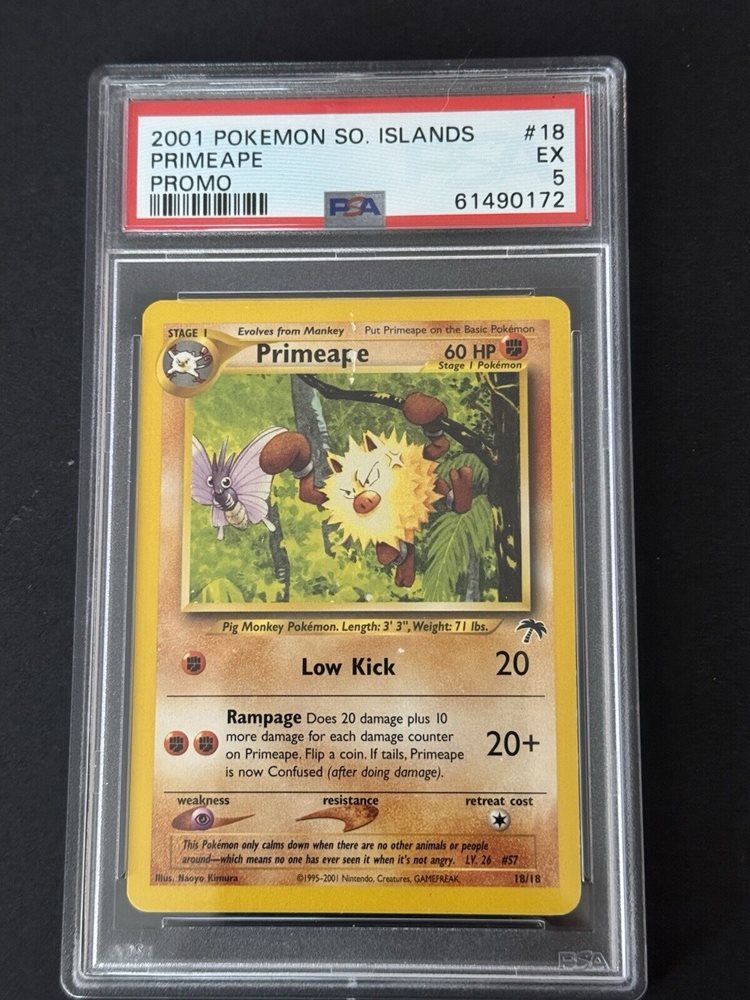 2001 POKEMON SO. ISLANDS #18
PRIMEAPE EX
PROMO 5
PSA 61490172
STAGE 1 Evolves from Mankey Put Primeape on the Basic Pokémon
Primeape 60 HP
Stage 1 Pokémon
Pig Monkey Pokémon. Length: 3' 3", Weight: 71 lbs.
Low Kick 20
Rampage Does 20 damage plus 10
more damage for each damage counter
on Primeape. Flip a coin. If tails, Primeape
is now Confused (after doing damage).
20+
weakness resistance retreat cost
This Pokémon only calms down when there are no other animals or people
around—which means no one has ever seen it when it's not angry. LV. 26 #57
Illus. Naoyo Kimura ©1995-2001 Nintendo, Creatures, GAMEFREAK. 18/18
PSA